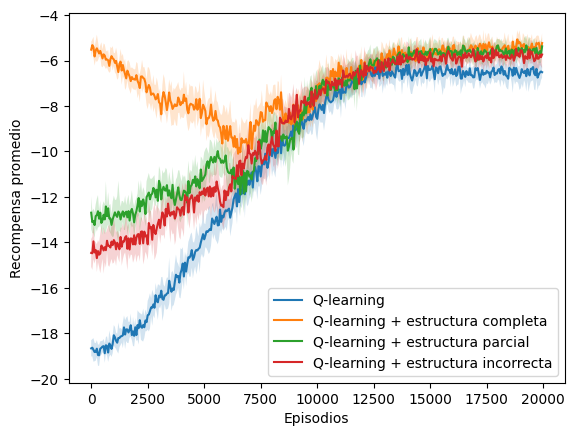 −4
−6
−8
−10
−12
−14
−16
−18
−20
Recompensa promedio
Q-learning
Q-learning + estructura completa
Q-learning + estructura parcial
Q-learning + estructura incorrecta
0 2500 5000 7500 10000 12500 15000 17500 20000
Episodios